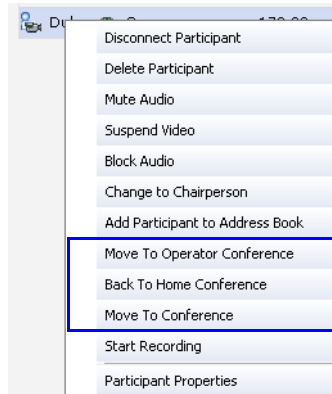 Disconnect Participant
Delete Participant
Mute Audio
Suspend Video
Block Audio
Change to Chairperson
Add Participant to Address Book
Move To Operator Conference
Back To Home Conference
Move To Conference
Start Recording
Participant Properties